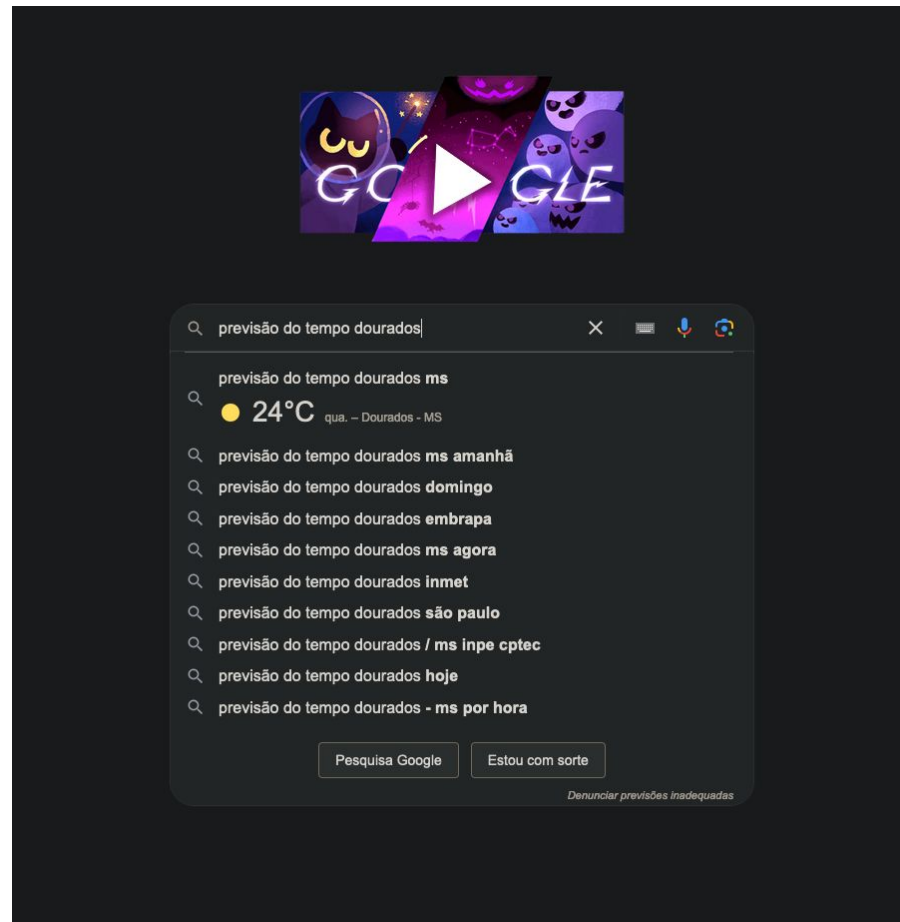 GO GLE
previsão do tempo dourados
previsão do tempo dourados ms
24°C qua. – Dourados - MS
previsão do tempo dourados ms amanhã
previsão do tempo dourados domingo
previsão do tempo dourados embrapa
previsão do tempo dourados ms agora
previsão do tempo dourados inmet
previsão do tempo dourados são paulo
previsão do tempo dourados / ms inpe cptec
previsão do tempo dourados hoje
previsão do tempo dourados - ms por hora
Pesquisa Google Estou com sorte
Denunciar previsões inadequadas